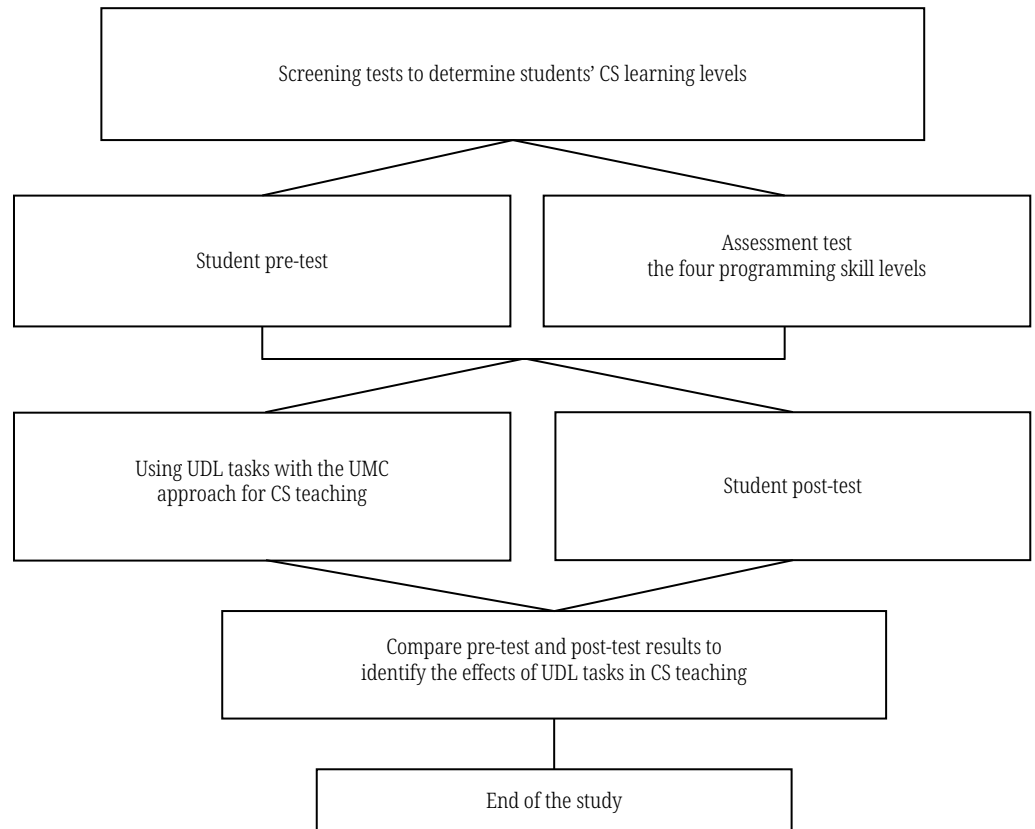 Screening tests to determine students’ CS learning levels
Student pre-test
Assessment test
the four programming skill levels
Using UDL tasks with the UMC
approach for CS teaching
Student post-test
Compare pre-test and post-test results to
identify the effects of UDL tasks in CS teaching
End of the study